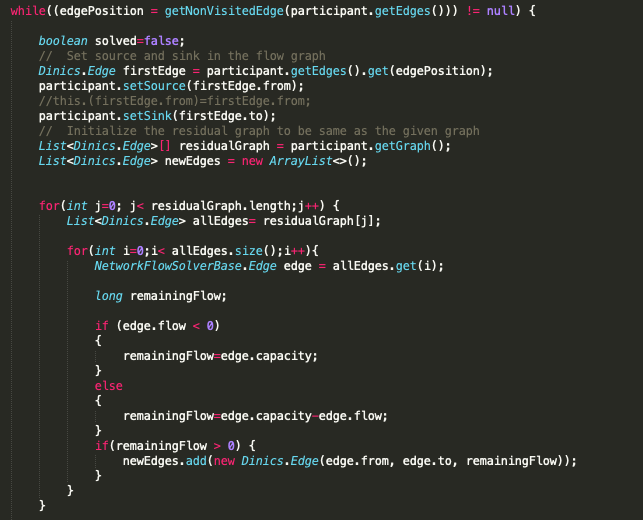 while((edgePosition = getNonVisitedEdge(participant.getEdges())) != null) {
boolean solved=false;
//  Set source and sink in the flow graph
Dinics.Edge firstEdge = participant.getEdges().get(edgePosition);
participant.setSource(firstEdge.from);
//this.(firstEdge.from)=firstEdge.from;
participant.setSink(firstEdge.to);
//  Initialize the residual graph to be same as the given graph
List<Dinics.Edge>[] residualGraph = participant.getGraph();
List<Dinics.Edge> newEdges = new ArrayList<>();
for(int j=0; j< residualGraph.length;j++) {
List<Dinics.Edge> allEdges= residualGraph[j];
for(int i=0;i< allEdges.size();i++){
NetworkFlowSolverBase.Edge edge = allEdges.get(i);
long remainingFlow;
if (edge.flow < 0)
{
remainingFlow=edge.capacity;
}
else
{
remainingFlow=edge.capacity-edge.flow;
}
if(remainingFlow > 0) {
newEdges.add(new Dinics.Edge(edge.from, edge.to, remainingFlow));
}
}
}